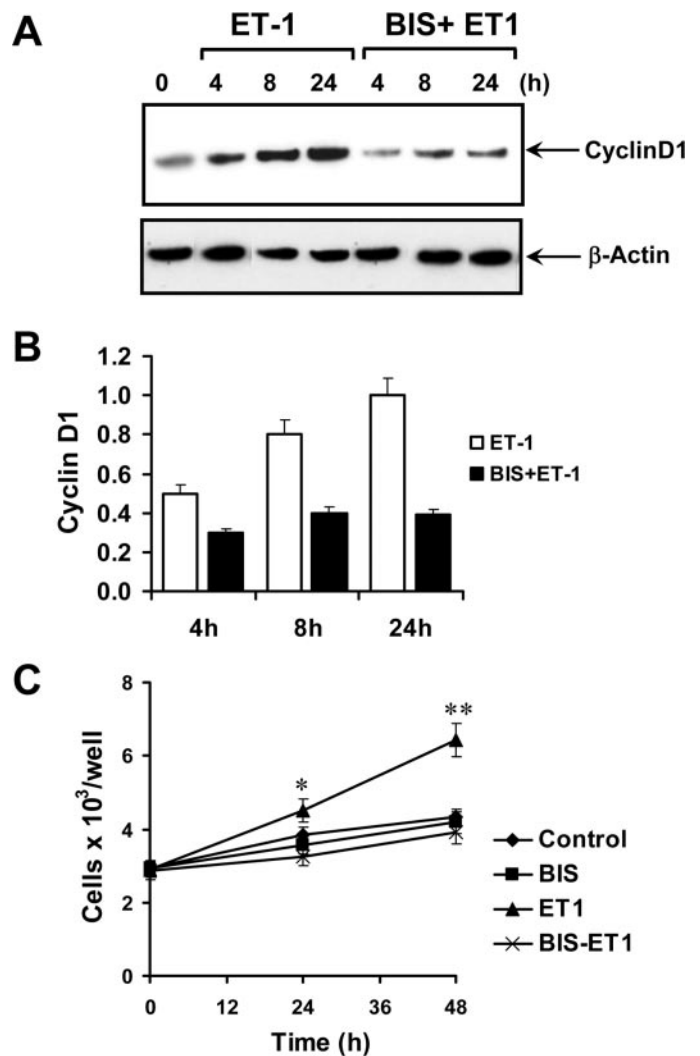 A
ET-1 BIS+ ET1
0 4 8 24 4 8 24 (h)
CyclinD1
β-Actin
B
Cyclin D1
1.2
1.0
0.8
0.6
0.4
0.2
0.0
4h 8h 24h
ET-1
BIS+ET-1
C
Cells x 10³/well
8
6
4
2
0
* **
0 12 24 36 48
Time (h)
Control
BIS
ET1
BIS-ET1